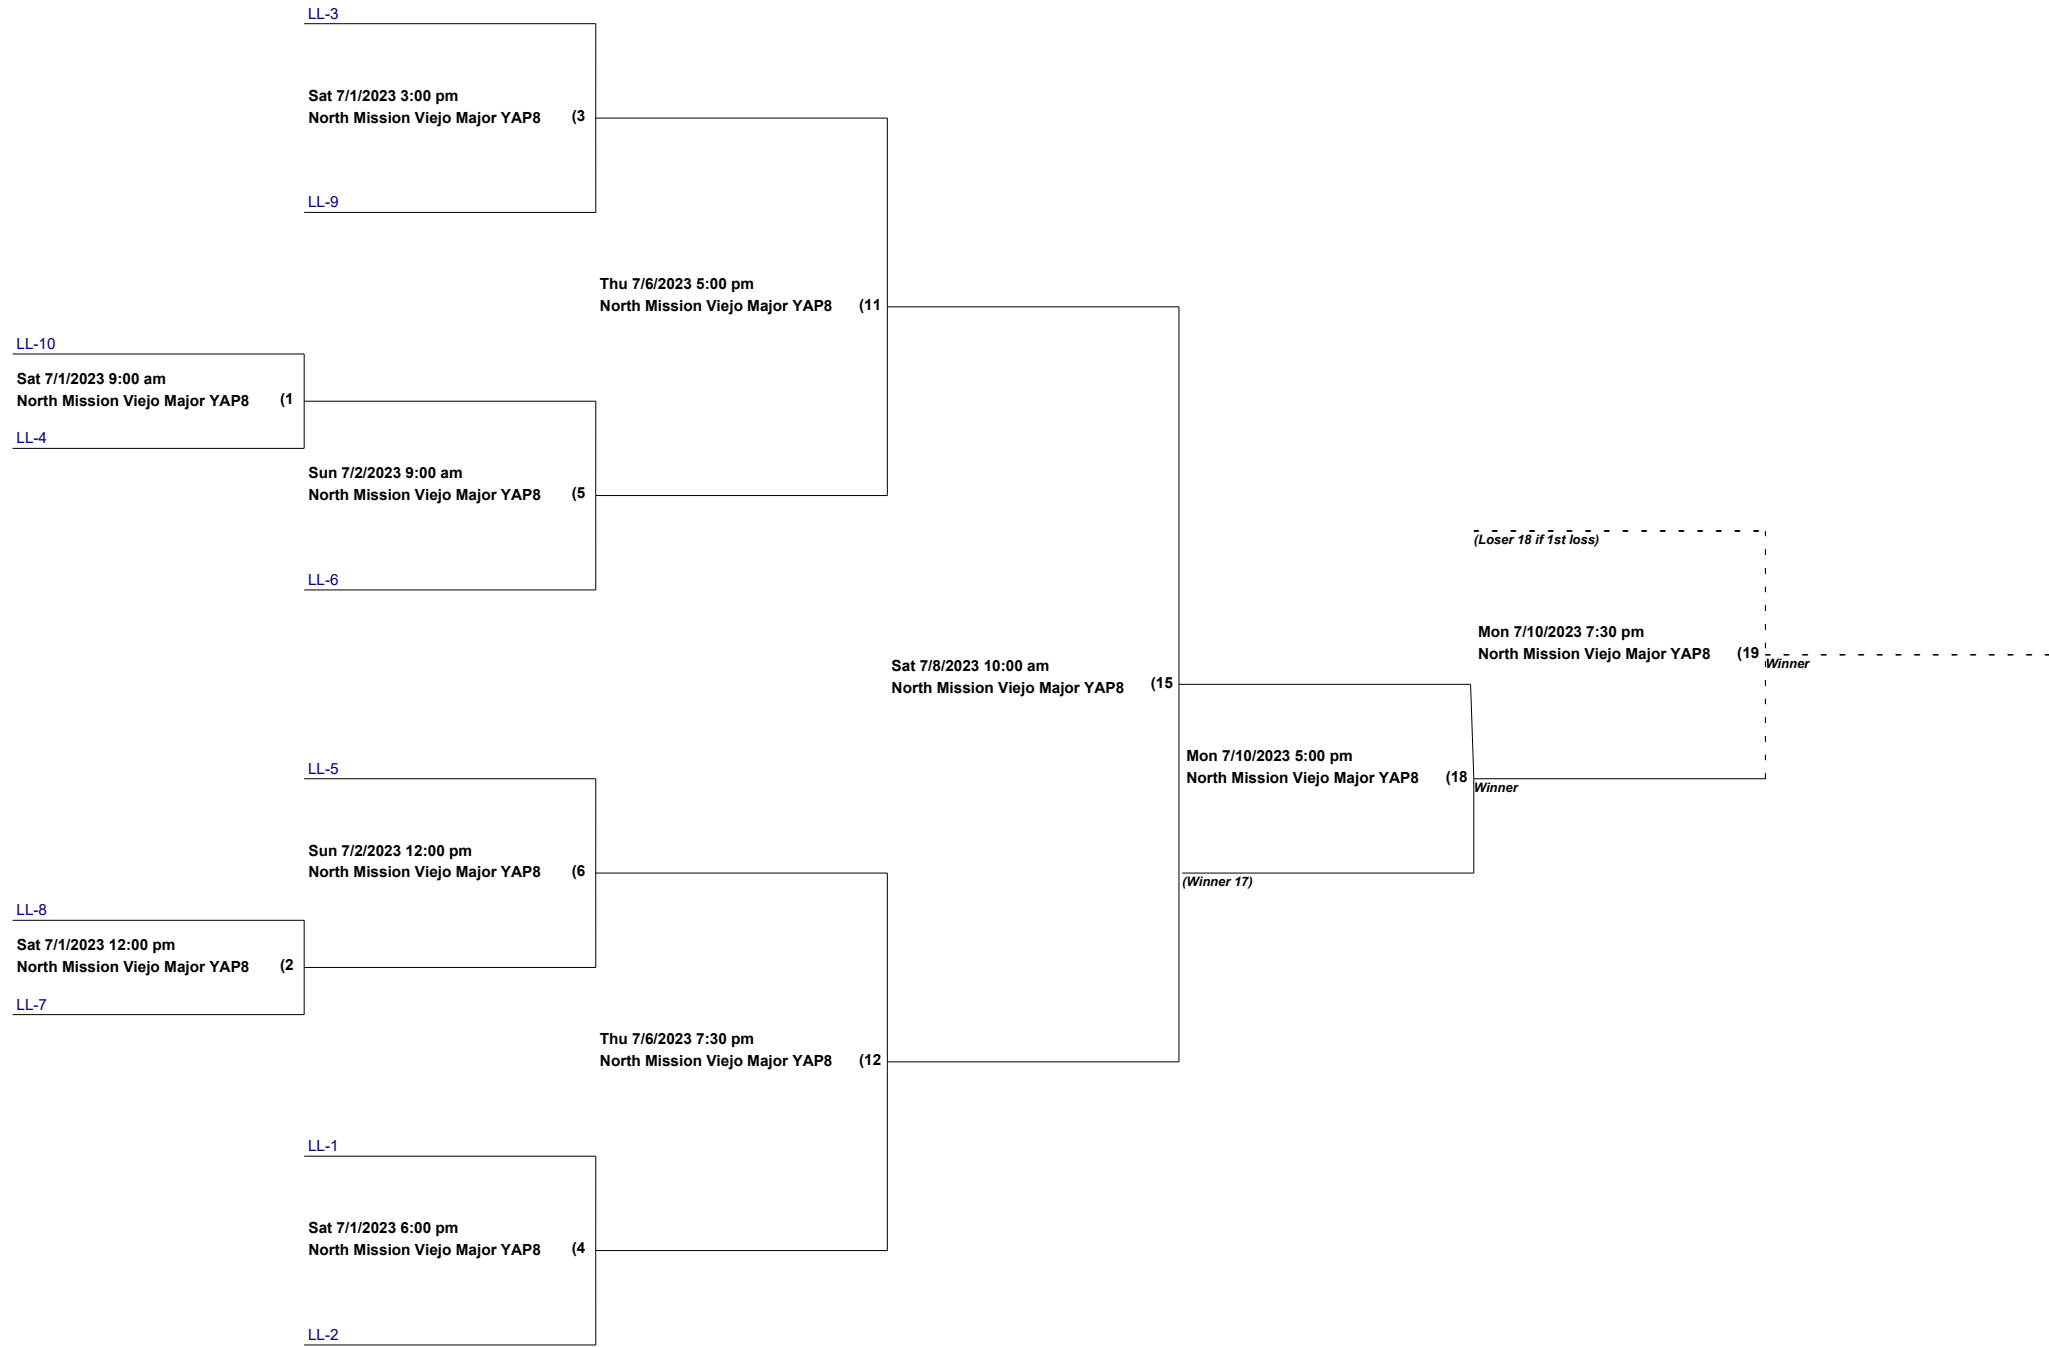 LL-3
Sat 7/1/2023 3:00 pm
North Mission Viejo Major YAP8 (3
LL-9
Thu 7/6/2023 5:00 pm
North Mission Viejo Major YAP8 (11
LL-10
Sat 7/1/2023 9:00 am
North Mission Viejo Major YAP8 (1
LL-4
Sun 7/2/2023 9:00 am
North Mission Viejo Major YAP8 (5
LL-6
(Loser 18 if 1st loss)
Mon 7/10/2023 7:30 pm
North Mission Viejo Major YAP8 (19
Winner
Sat 7/8/2023 10:00 am
North Mission Viejo Major YAP8 (15
Mon 7/10/2023 5:00 pm
North Mission Viejo Major YAP8 (18
Winner
LL-5
Sun 7/2/2023 12:00 pm
North Mission Viejo Major YAP8 (6
(Winner 17)
LL-8
Sat 7/1/2023 12:00 pm
North Mission Viejo Major YAP8 (2
LL-7
Thu 7/6/2023 7:30 pm
North Mission Viejo Major YAP8 (12
LL-1
Sat 7/1/2023 6:00 pm
North Mission Viejo Major YAP8 (4
LL-2